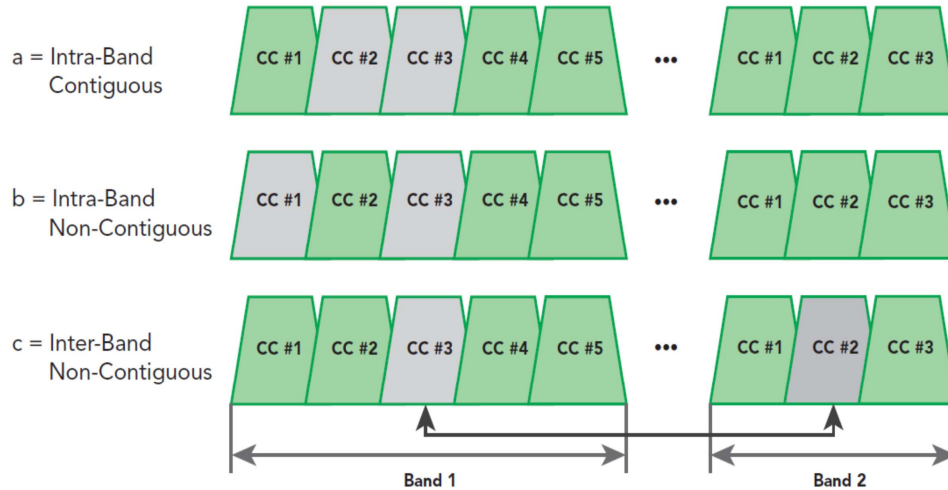 a = Intra-Band
Contiguous
CC #1 CC #2 CC #3 CC #4 CC #5 ••• CC #1 CC #2 CC #3
b = Intra-Band
Non-Contiguous
CC #1 CC #2 CC #3 CC #4 CC #5 ••• CC #1 CC #2 CC #3
c = Inter-Band
Non-Contiguous
CC #1 CC #2 CC #3 CC #4 CC #5 ••• CC #1 CC #2 CC #3
Band 1 Band 2